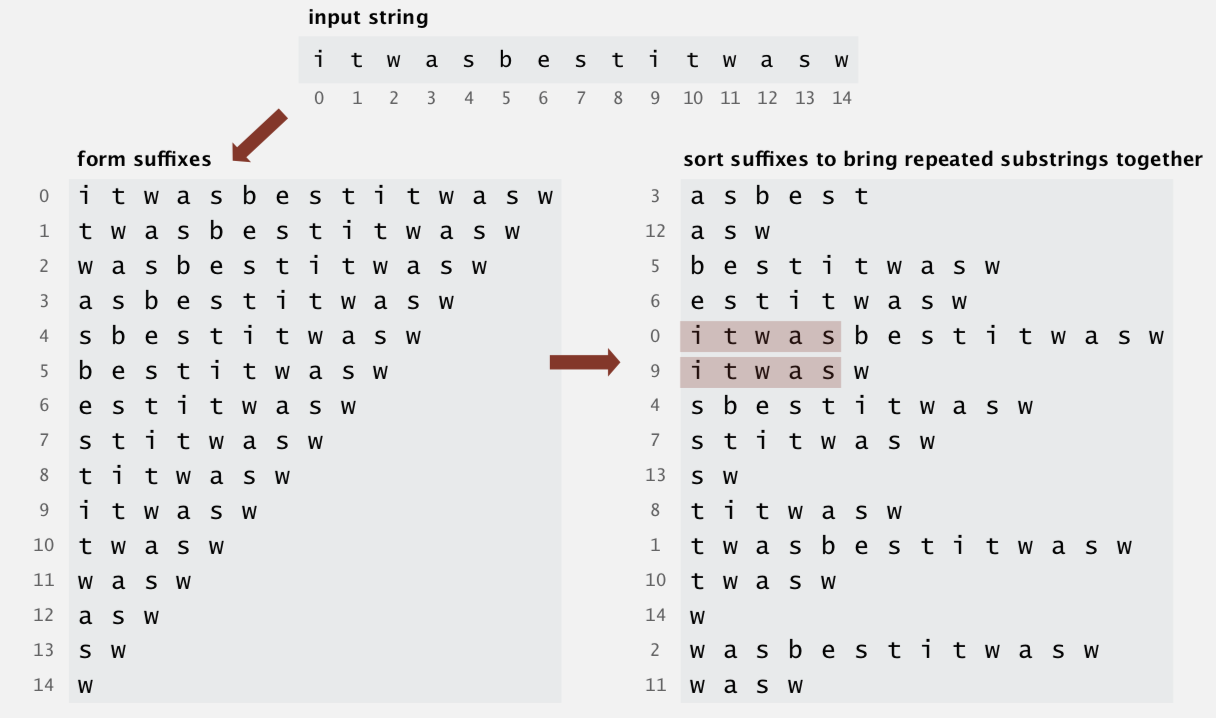 input string
i t w a s b e s t i t w a s w
0 1 2 3 4 5 6 7 8 9 10 11 12 13 14
form suffixes
0 i t w a s b e s t i t w a s w
1 t w a s b e s t i t w a s w
2 w a s b e s t i t w a s w
3 a s b e s t i t w a s w
4 s b e s t i t w a s w
5 b e s t i t w a s w
6 e s t i t w a s w
7 s t i t w a s w
8 t i t w a s w
9 i t w a s w
10 t w a s w
11 w a s w
12 a s w
13 s w
14 w
sort suffixes to bring repeated substrings together
3 a s b e s t
12 a s w
5 b e s t i t w a s w
6 e s t i t w a s w
0 i t w a s b e s t i t w a s w
9 i t w a s w
4 s b e s t i t w a s w
7 s t i t w a s w
13 s w
8 t i t w a s w
1 t w a s b e s t i t w a s w
10 t w a s w
14 w
2 w a s b e s t i t w a s w
11 w a s w